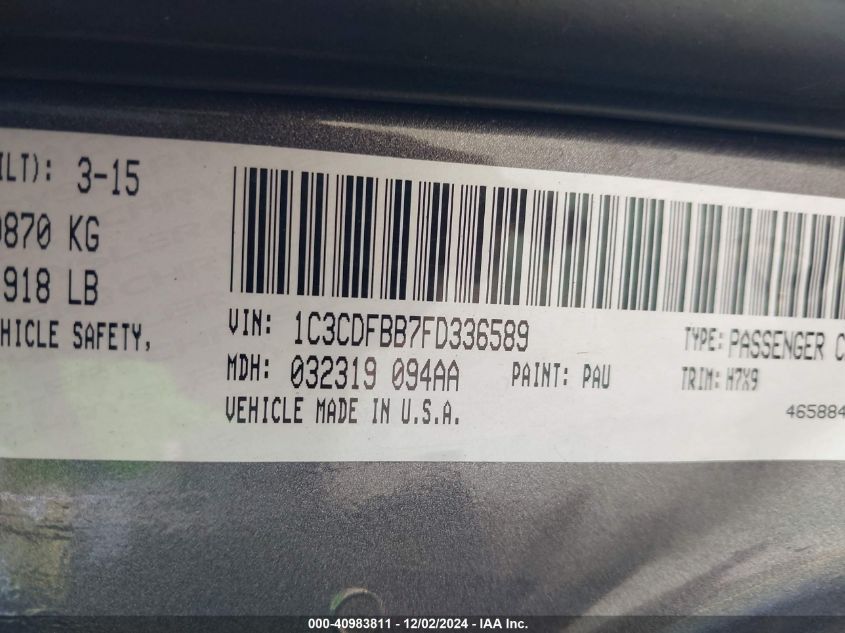 ILT): 3-15
870 KG
918 LB
HICLE SAFETY,
VIN: 1C3CDFBB7FD336589
MDH: 032319 094AA
PAINT: PAU
VEHICLE MADE IN U.S.A.
TYPE: PASSENGER C
TRIM: H7X9
465884
000-40983811 - 12/02/2024 - IAA Inc.